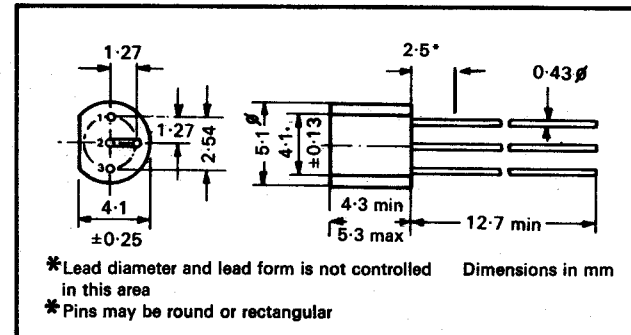 1·27
2·5*
0·43ø
1
2
3
1·27
2·54
5·1ø
4·1
±0·13
4·1
±0·25
4·3 min
5·3 max
12·7 min
*Lead diameter and lead form is not controlled
in this area
Dimensions in mm
*Pins may be round or rectangular